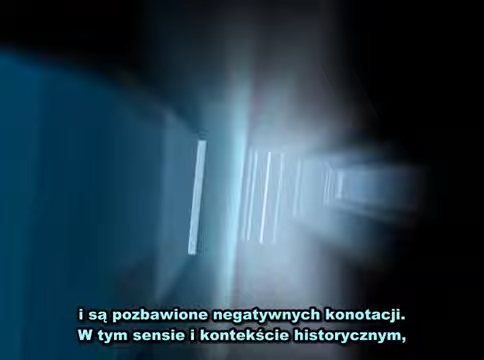 i są pozbawione negatywnych konotacji.
W tym sensie i kontekście historycznym,